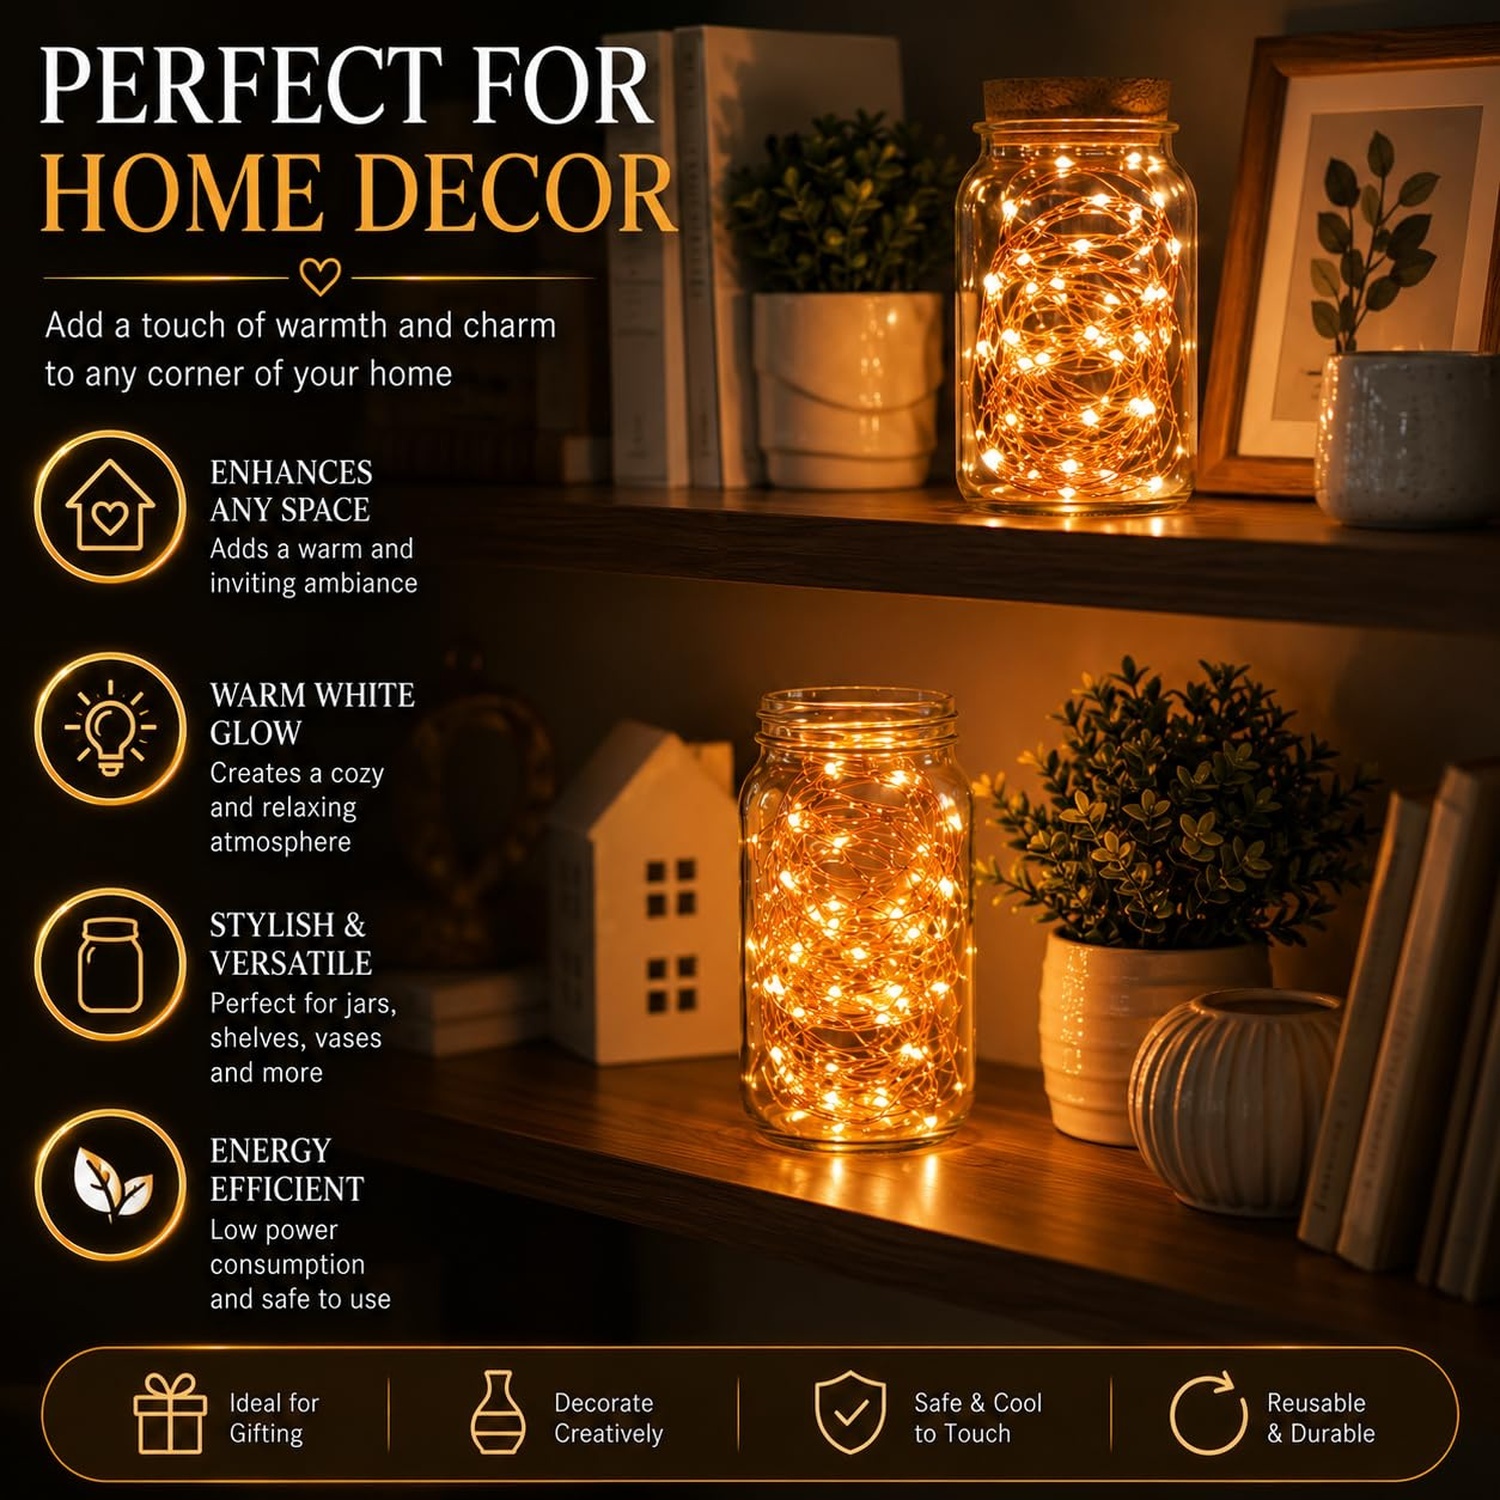 PERFECT FOR
HOME DECOR
Add a touch of warmth and charm
to any corner of your home
ENHANCES
ANY SPACE
Adds a warm and
inviting ambiance
WARM WHITE
GLOW
Creates a cozy
and relaxing
atmosphere
STYLISH &
VERSATILE
Perfect for jars,
shelves, vases
and more
ENERGY
EFFICIENT
Low power
consumption
and safe to use
Ideal for
Gifting
Decorate
Creatively
Safe & Cool
to Touch
Reusable
& Durable